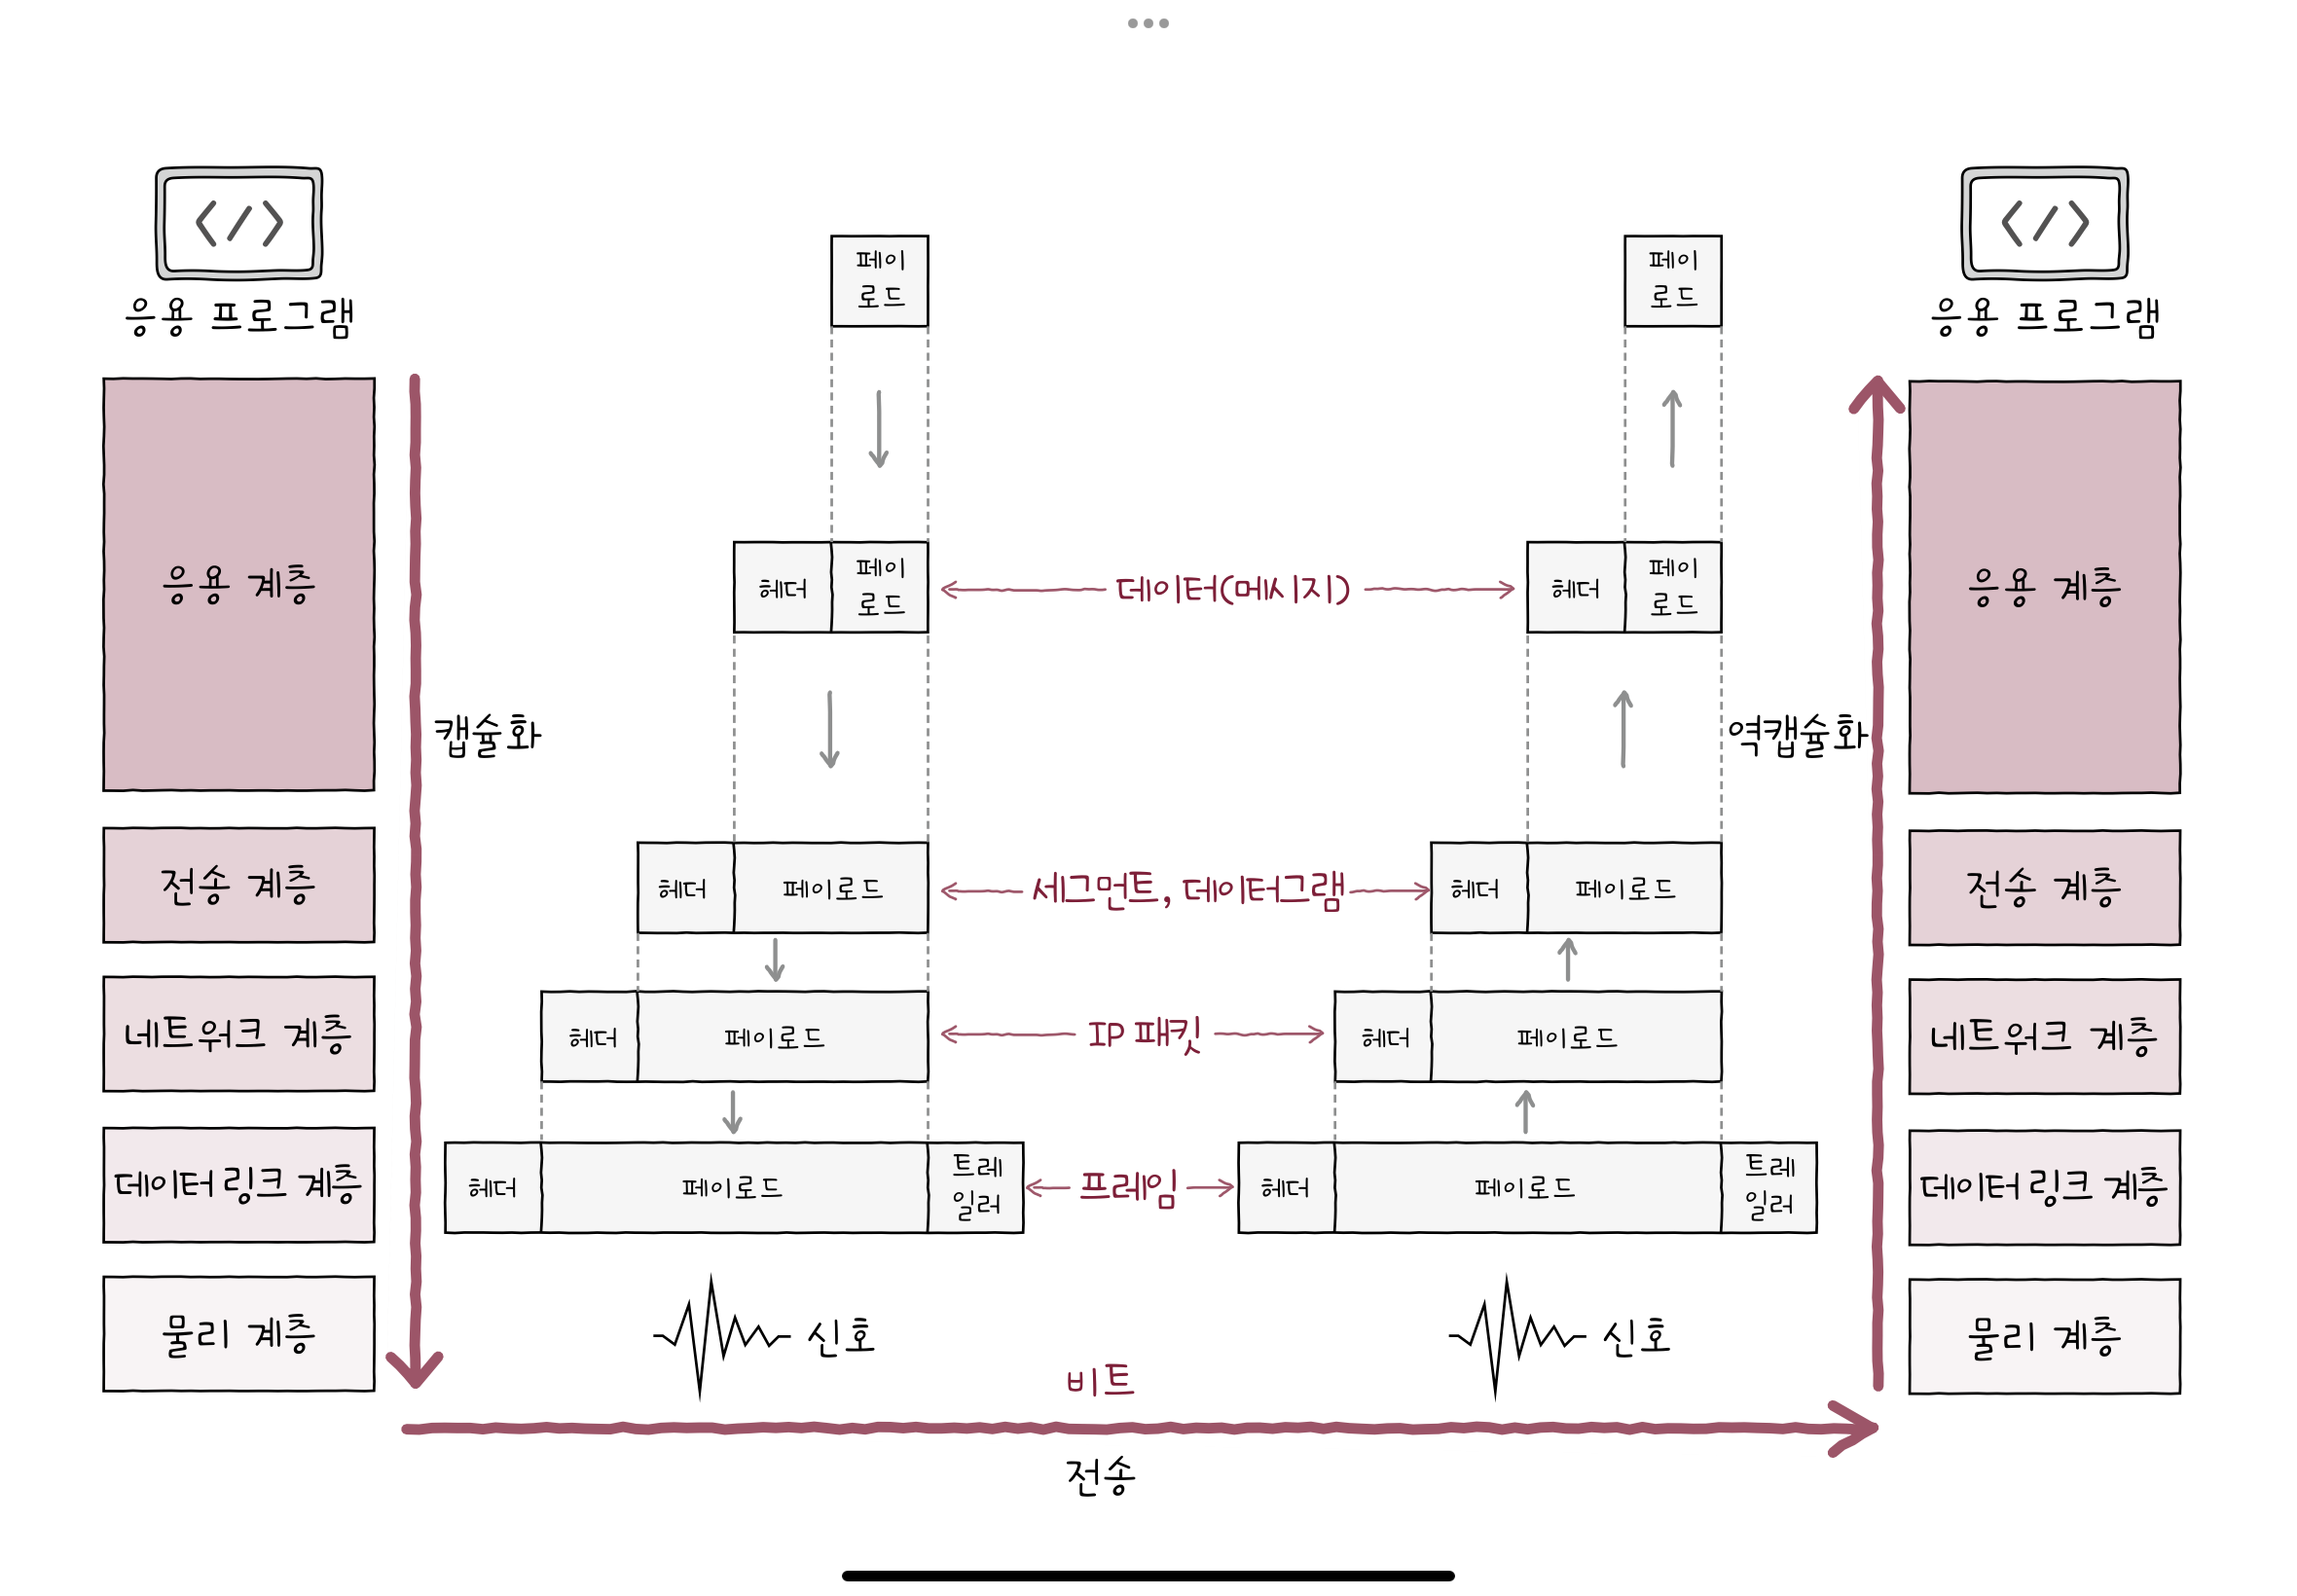 페이
로드
페이
로드
</>
응용 프로그램
</>
응용 프로그램
응용 계층
헤더
페이
로드
데이터(메시지)
헤더
페이
로드
응용 계층
캡슐화
역캡슐화
전송 계층
헤더
페이로드
세그먼트, 데이터그램
헤더
페이로드
전송 계층
네트워크 계층
헤더
페이로드
IP 패킷
헤더
페이로드
네트워크 계층
데이터 링크 계층
헤더
페이로드
트레
일러
프레임
헤더
페이로드
트레
일러
데이터 링크 계층
물리 계층
신호
신호
물리 계층
비트
전송